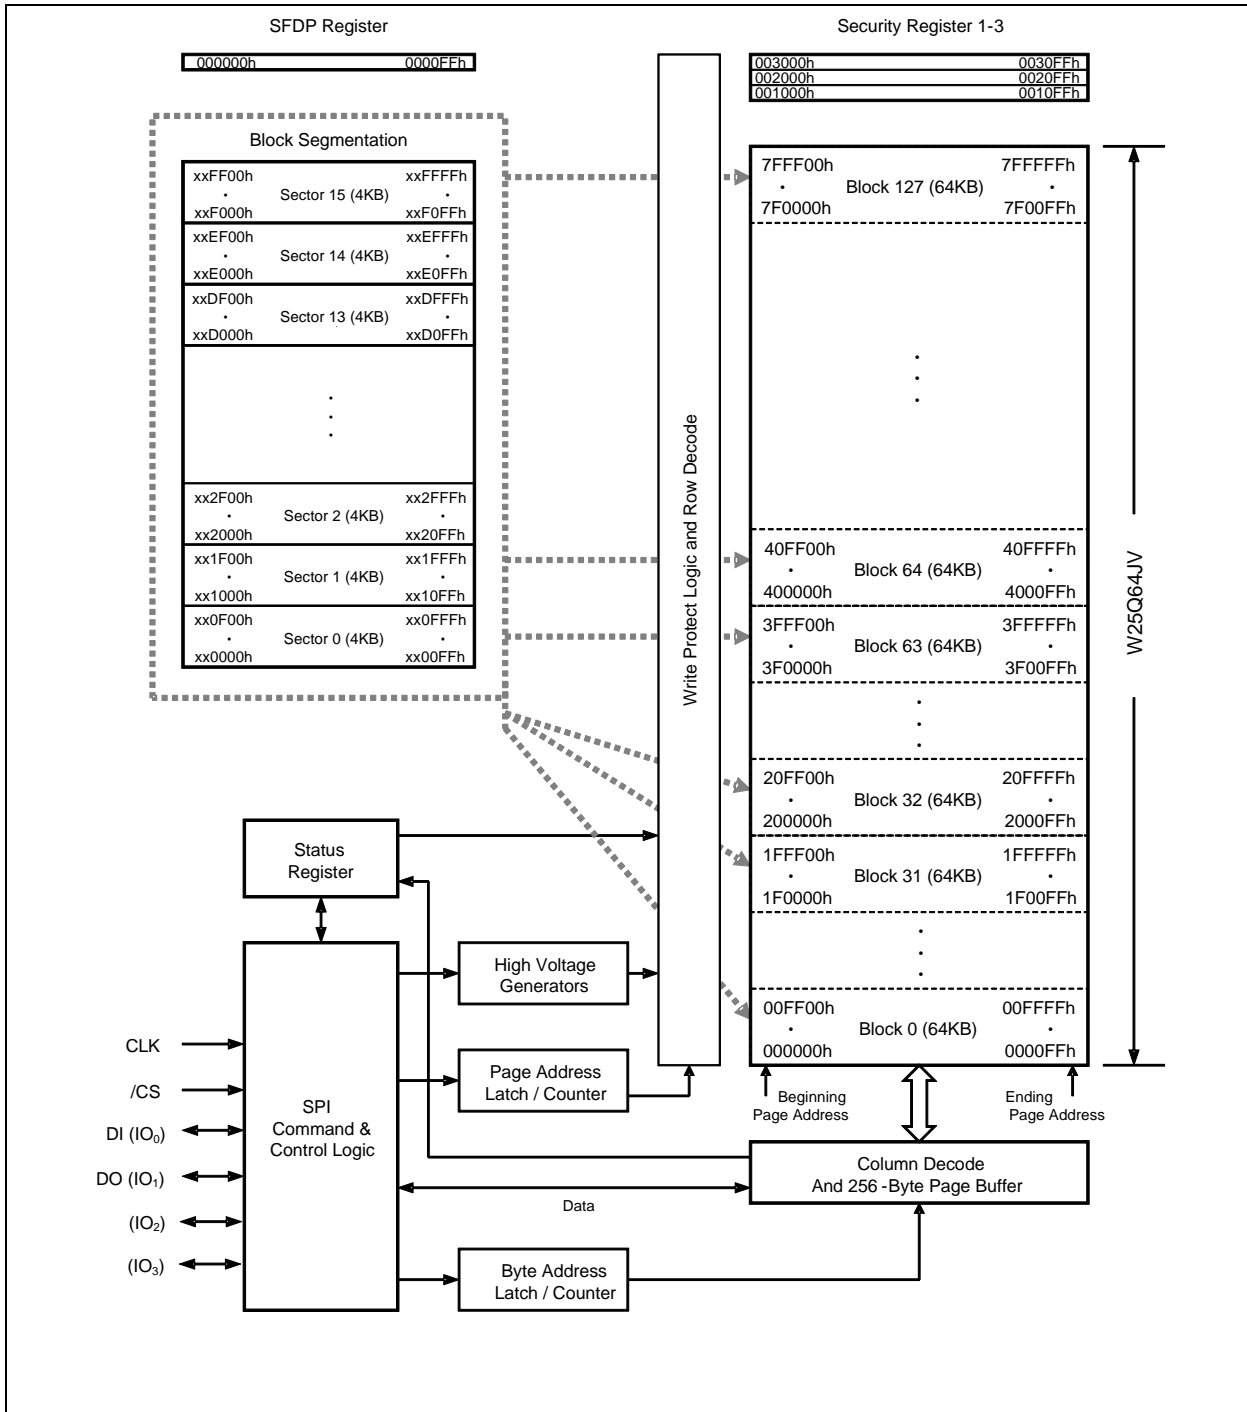 SFDP Register
000000h 0000FFh
Security Register 1-3
003000h 0030FFh
002000h 0020FFh
001000h 0010FFh
Block Segmentation
xxFF00h xxFFFFh
· Sector 15 (4KB) ·
xxF000h xxF0FFh
xxEF00h xxEFFFh
· Sector 14 (4KB) ·
xxE000h xxE0FFh
xxDF00h xxDFFFh
· Sector 13 (4KB) ·
xxD000h xxD0FFh
·
·
·
xx2F00h xx2FFFh
· Sector 2 (4KB) ·
xx2000h xx20FFh
xx1F00h xx1FFFh
· Sector 1 (4KB) ·
xx1000h xx10FFh
xx0F00h xx0FFFh
· Sector 0 (4KB) ·
xx0000h xx00FFh
Write Protect Logic and Row Decode
7FFF00h 7FFFFFh
· Block 127 (64KB) ·
7F0000h 7F00FFh
·
·
·
40FF00h 40FFFFh
· Block 64 (64KB) ·
400000h 4000FFh
3FFF00h 3FFFFFh
· Block 63 (64KB) ·
3F0000h 3F00FFh
·
·
·
20FF00h 20FFFFh
· Block 32 (64KB) ·
200000h 2000FFh
1FFF00h 1FFFFFh
· Block 31 (64KB) ·
1F0000h 1F00FFh
·
·
·
00FF00h 00FFFFh
· Block 0 (64KB) ·
000000h 0000FFh
W25Q64JV
Beginning
Page Address
Ending
Page Address
Status
Register
High Voltage
Generators
Page Address
Latch / Counter
SPI
Command &
Control Logic
CLK
/CS
DI (IO₀)
DO (IO₁)
(IO₂)
(IO₃)
Column Decode
And 256 -Byte Page Buffer
Data
Byte Address
Latch / Counter